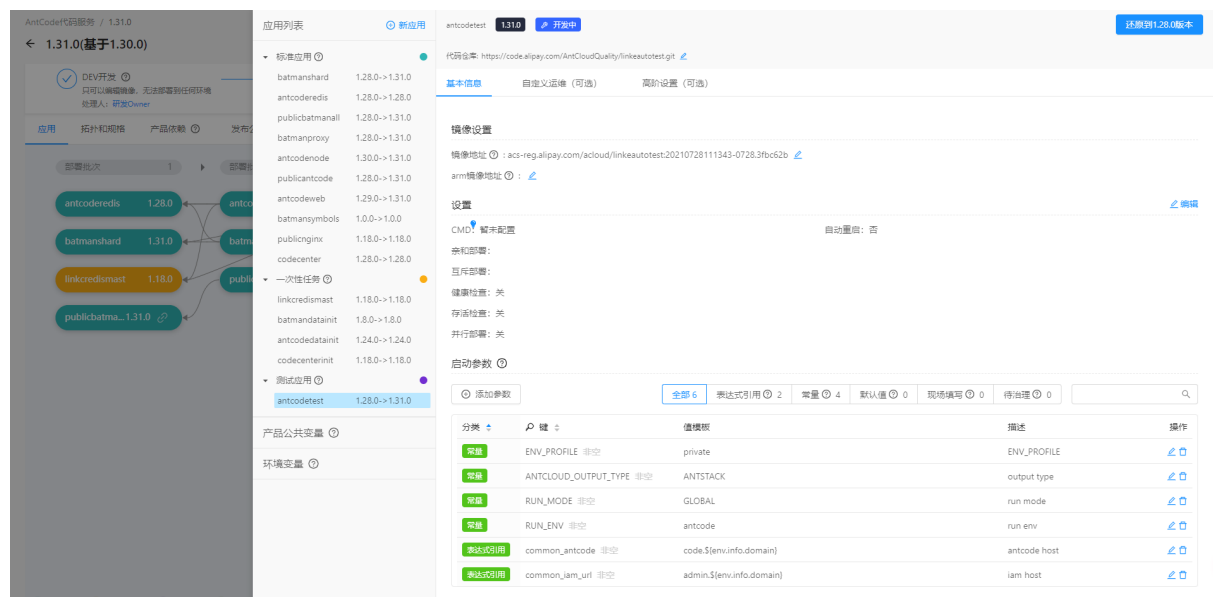 AntCode代码服务 / 1.31.0
1.31.0(基于1.30.0)
DEV开发
只可以编辑镜像，无法部署到任何环境
处理人：研发Owner
应用 拓扑和规格 产品依赖 发布
部署批次 1 部署
antcoderedis 1.28.0 antco
batmanshard 1.31.0 batm
linkcredismast 1.18.0 publi
publicbatma... 1.31.0
应用列表 新应用
标准应用
batmanshard 1.28.0->1.31.0
antcoderedis 1.28.0->1.28.0
publicbatmanall 1.28.0->1.31.0
batmanproxy 1.28.0->1.31.0
antcodenode 1.30.0->1.31.0
publicantcode 1.28.0->1.31.0
antcodeweb 1.29.0->1.31.0
batmansymbols 1.0.0->1.0.0
publicnginx 1.18.0->1.18.0
codecenter 1.28.0->1.28.0
一次性任务
linkcredismast 1.18.0->1.18.0
batmandatainit 1.8.0->1.8.0
antcodedatainit 1.24.0->1.24.0
codecenterinit 1.18.0->1.18.0
测试应用
antcodetest 1.28.0->1.31.0
产品公共变量
环境变量
antcodetest 1.31.0 开发中 还原到1.28.0版本
代码仓库: https://code.alipay.com/AntCloudQuality/linkeautotest.git
基本信息 自定义运维（可选） 高阶设置（可选）
镜像设置
镜像地址 : acs-reg.alipay.com/acloud/linkeautotest:20210728111343-0728.3fbc62b
arm镜像地址 :
设置 编辑
CMD: 暂未配置 自动重启: 否
亲和部署:
互斥部署:
健康检查: 关
存活检查: 关
并行部署: 关
启动参数
添加参数 全部 6 表达式引用 2 常量 4 默认值 0 现场填写 0 待治理 0
分类 键 值模板 描述 操作
常量 ENV_PROFILE 非空 private ENV_PROFILE
常量 ANTCLOUD_OUTPUT_TYPE 非空 ANTSTACK output type
常量 RUN_MODE 非空 GLOBAL run mode
常量 RUN_ENV 非空 antcode run env
表达式引用 common_antcode 非空 code.${env.info.domain} antcode host
表达式引用 common_iam_url 非空 admin.${env.info.domain} iam host